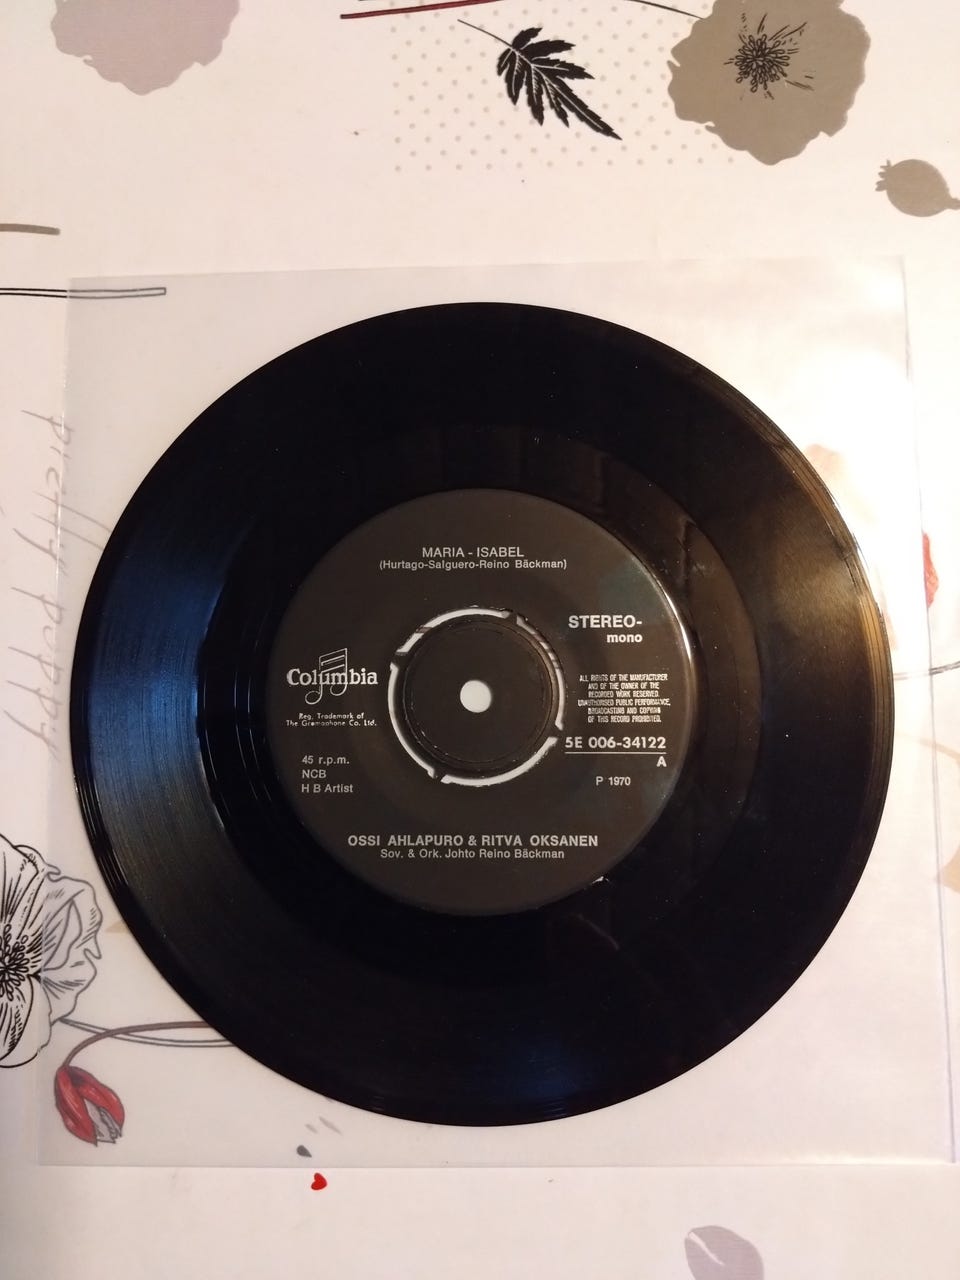 MARIA - ISABEL
(Hurtago-Salguero-Reino Bäckman)
STEREO-
mono
Columbia
Reg. Trademark of
The Gramophone Co. Ltd.
ALL RIGHTS OF THE MANUFACTURER
AND OF THE OWNER OF THE
RECORDED WORK RESERVED.
UNAUTHORISED PUBLIC PERFORMANCE,
BROADCASTING AND COPYING
OF THIS RECORD PROHIBITED.
5E 006-34122
A
45 r.p.m.
NCB
H B Artist
P 1970
OSSI AHLAPURO & RITVA OKSANEN
Sov. & Ork. Johto Reino Bäckman
pretty poppy